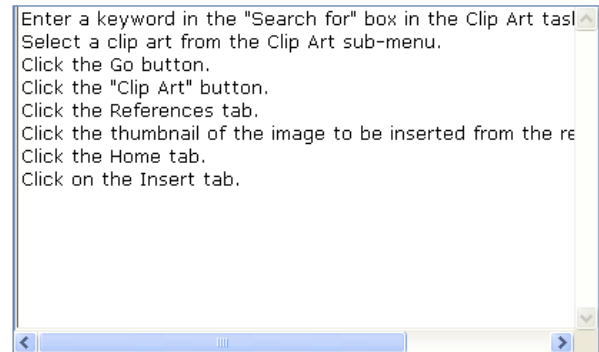 Enter a keyword in the "Search for" box in the Clip Art tas
Select a clip art from the Clip Art sub-menu.
Click the Go button.
Click the "Clip Art" button.
Click the References tab.
Click the thumbnail of the image to be inserted from the re
Click the Home tab.
Click on the Insert tab.